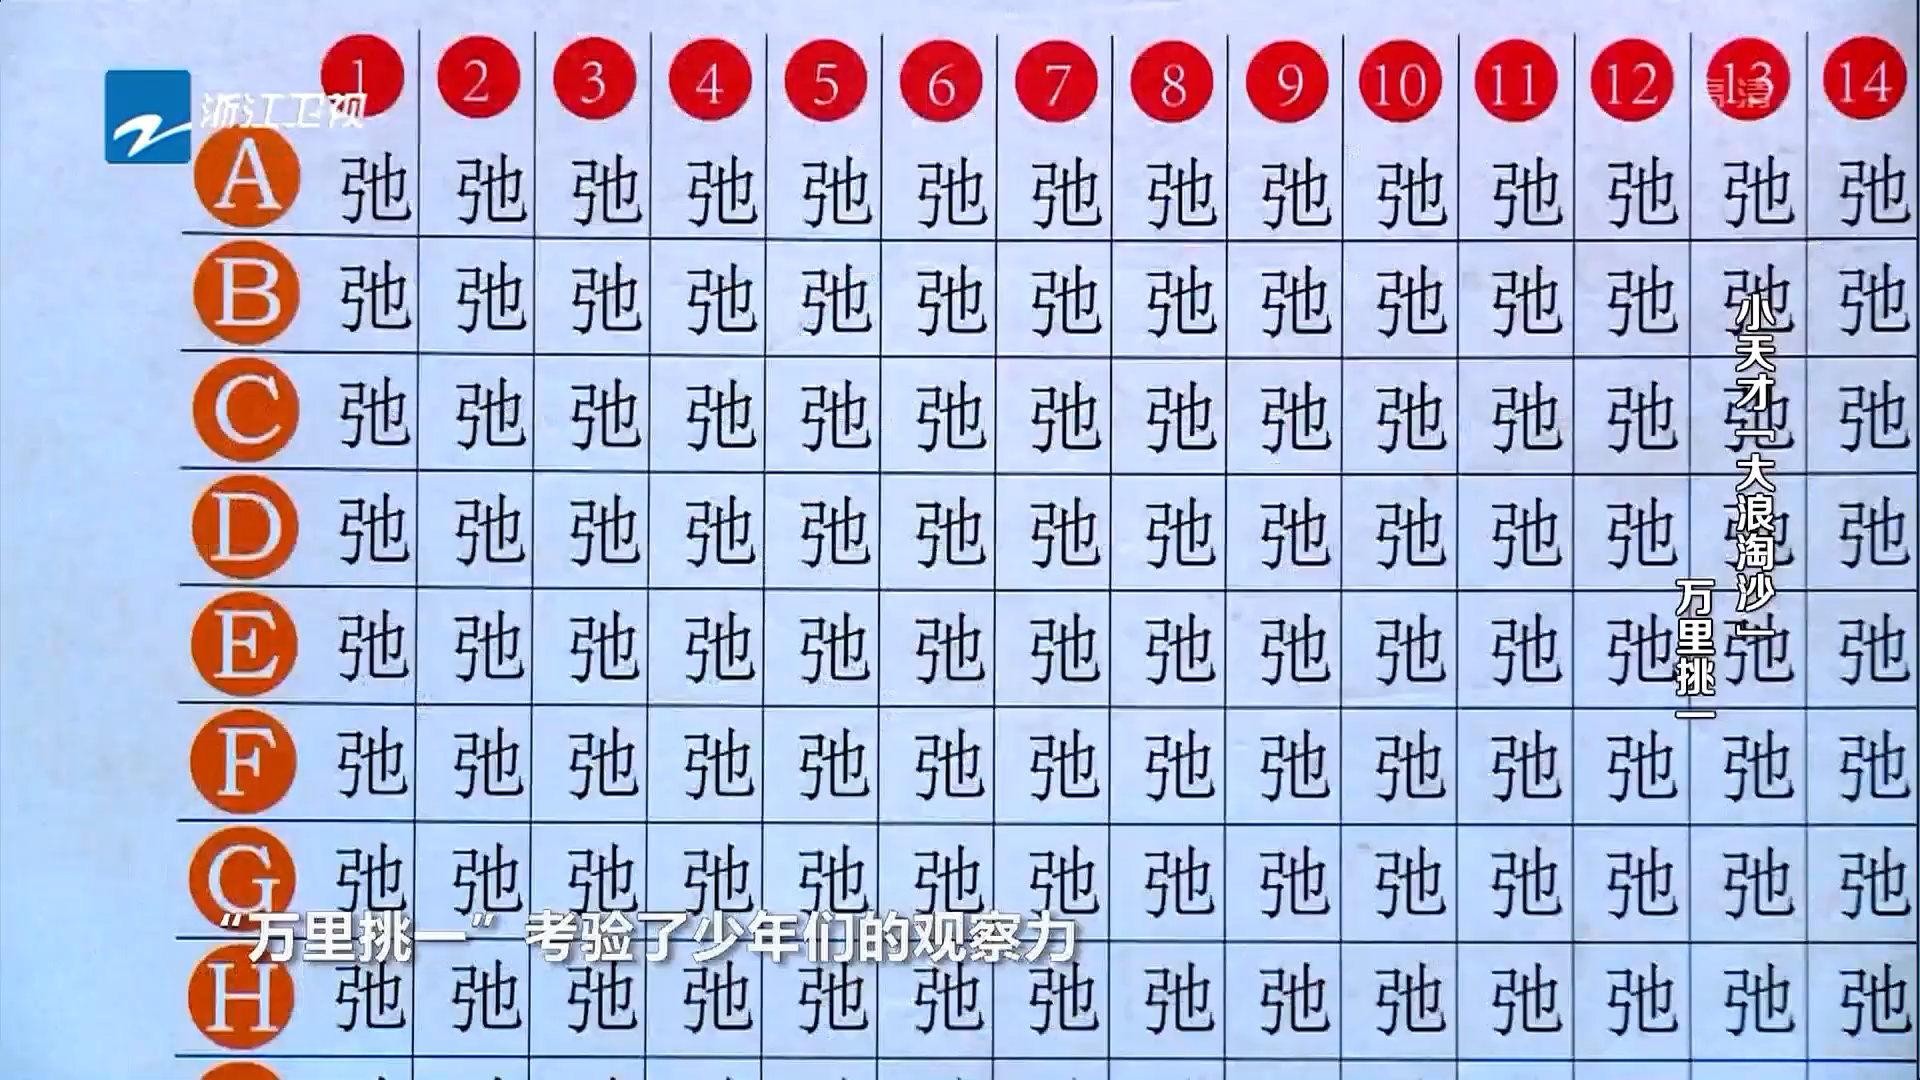 1 2 3 4 5 6 7 8 9 10 11 12 13 14
浙江卫视
高清
A 弛 弛 弛 弛 弛 弛 弛 弛 弛 弛 弛 弛 弛 弛
B 弛 弛 弛 弛 弛 弛 弛 弛 弛 弛 弛 弛 弛 弛
C 弛 弛 弛 弛 弛 弛 弛 弛 弛 弛 弛 弛 弛 弛
D 弛 弛 弛 弛 弛 弛 弛 弛 弛 弛 弛 弛 弛 弛
E 弛 弛 弛 弛 弛 弛 弛 弛 弛 弛 弛 弛 弛 弛
F 弛 弛 弛 弛 弛 弛 弛 弛 弛 弛 弛 弛 弛 弛
G 弛 弛 弛 弛 弛 弛 弛 弛 弛 弛 弛 弛 弛 弛
H 弛 弛 弛 弛 弛 弛 弛 弛 弛 弛 弛 弛 弛 弛
小天才「大浪淘沙」
万里挑一
“万里挑一”考验了少年们的观察力